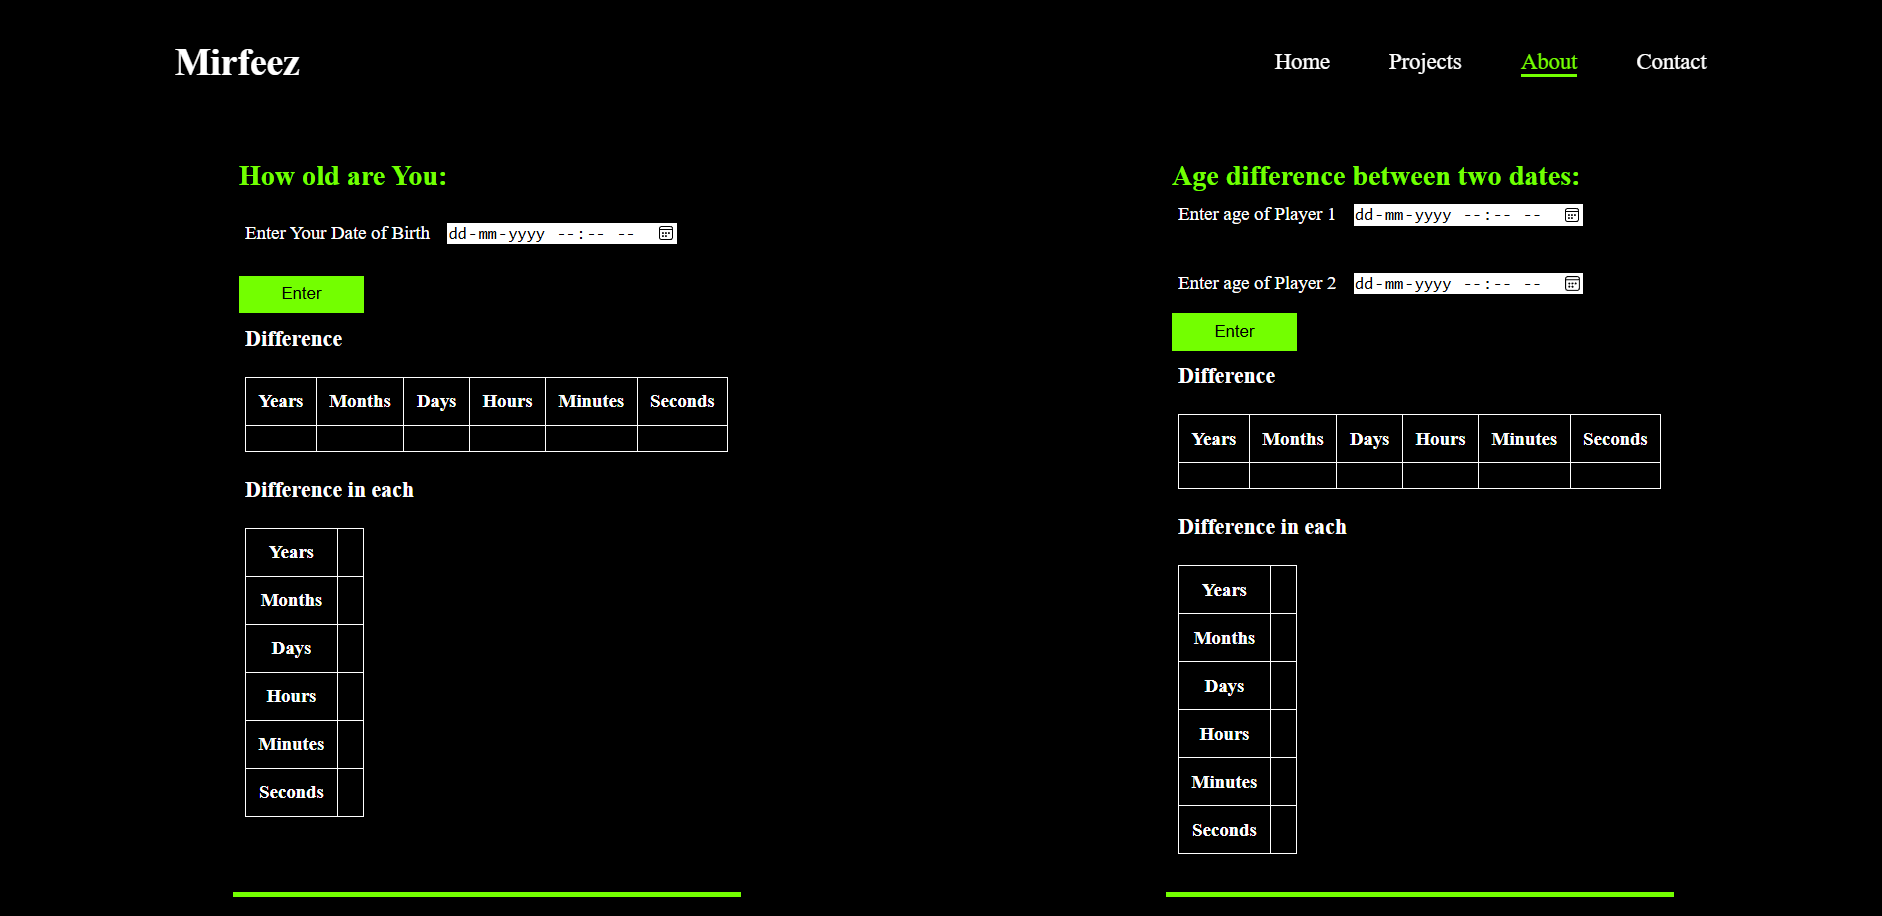 Mirfeez
Home Projects About Contact
How old are You:
Enter Your Date of Birth dd-mm-yyyy --:-- --
Enter
Difference
Years Months Days Hours Minutes Seconds
Difference in each
Years
Months
Days
Hours
Minutes
Seconds
Age difference between two dates:
Enter age of Player 1 dd-mm-yyyy --:-- --
Enter age of Player 2 dd-mm-yyyy --:-- --
Enter
Difference
Years Months Days Hours Minutes Seconds
Difference in each
Years
Months
Days
Hours
Minutes
Seconds